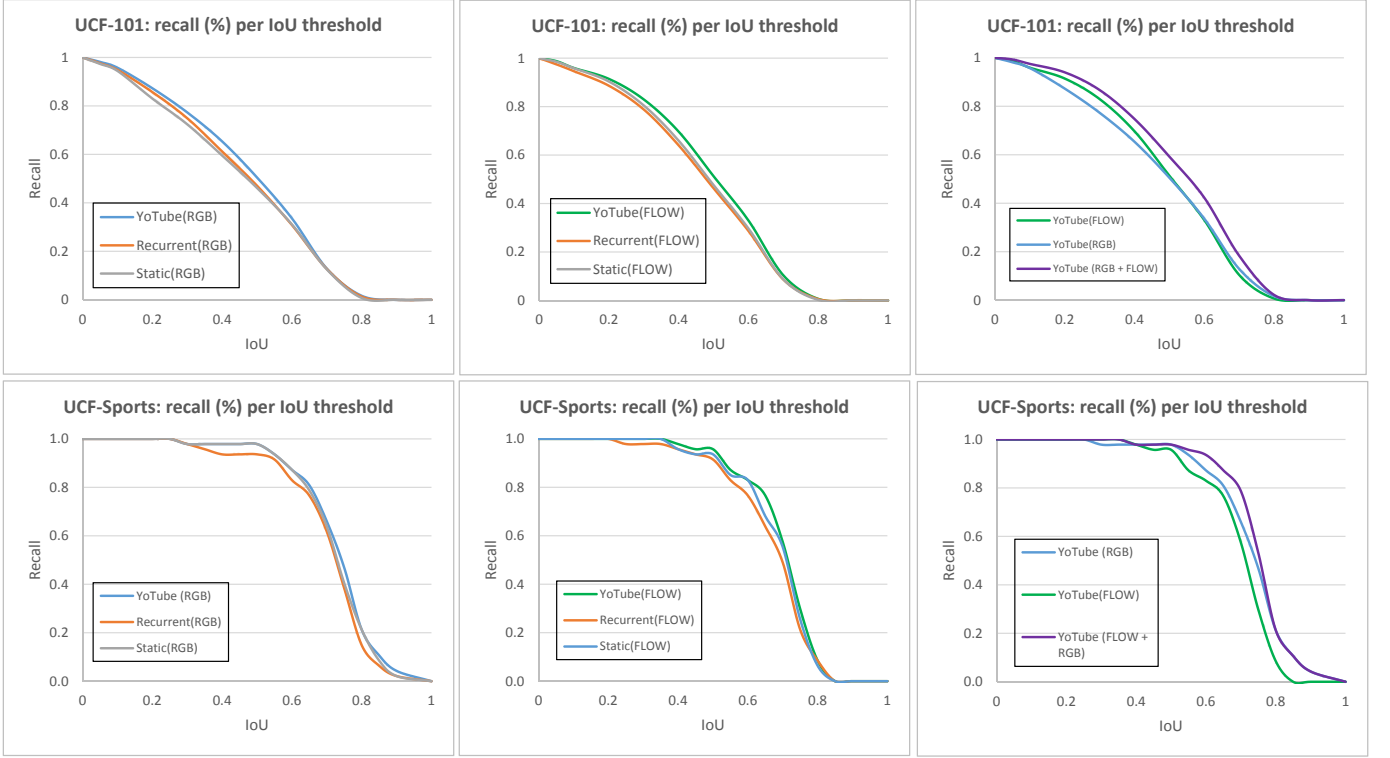 UCF-101: recall (%) per IoU threshold
1
0.8
0.6
0.4
0.2
0
Recall
YoTube(RGB)
Recurrent(RGB)
Static(RGB)
0 0.2 0.4 0.6 0.8 1
IoU
UCF-101: recall (%) per IoU threshold
1
0.8
0.6
0.4
0.2
0
Recall
YoTube(FLOW)
Recurrent(FLOW)
Static(FLOW)
0 0.2 0.4 0.6 0.8 1
IoU
UCF-101: recall (%) per IoU threshold
1
0.8
0.6
0.4
0.2
0
Recall
YoTube(FLOW)
YoTube(RGB)
YoTube (RGB + FLOW)
0 0.2 0.4 0.6 0.8 1
IoU
UCF-Sports: recall (%) per IoU threshold
1.0
0.8
0.6
0.4
0.2
0.0
Recall
YoTube (RGB)
Recurrent(RGB)
Static(RGB)
0 0.2 0.4 0.6 0.8 1
IoU
UCF-Sports: recall (%) per IoU threshold
1.0
0.8
0.6
0.4
0.2
0.0
Recall
YoTube(FLOW)
Recurrent(FLOW)
Static(FLOW)
0 0.2 0.4 0.6 0.8 1
IoU
UCF-Sports: recall (%) per IoU threshold
1.0
0.8
0.6
0.4
0.2
0.0
Recall
YoTube (RGB)
YoTube(FLOW)
YoTube (FLOW +
RGB)
0 0.2 0.4 0.6 0.8 1
IoU